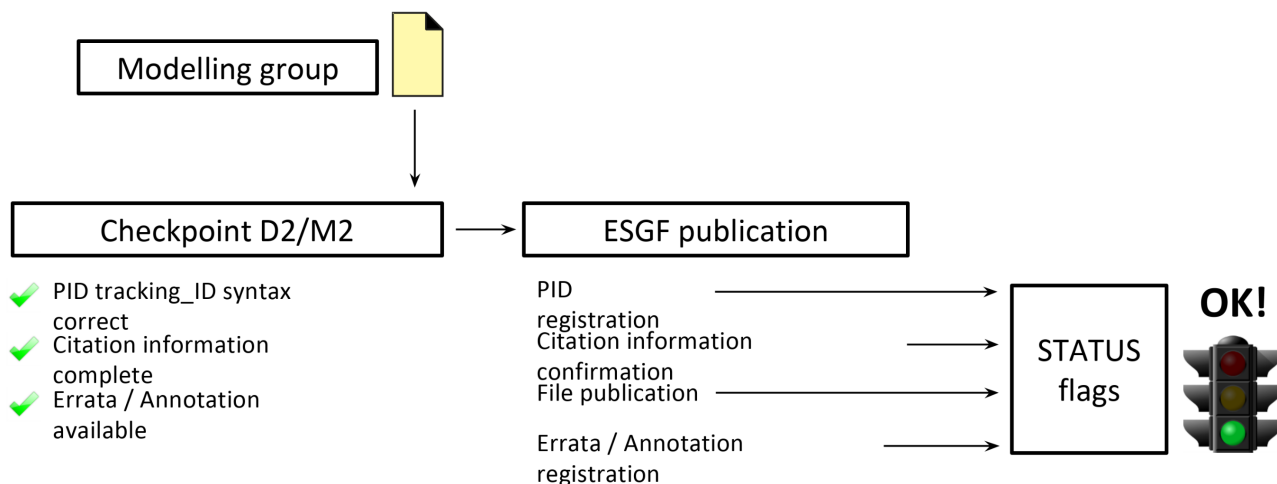 Modelling group
Checkpoint D2/M2
ESGF publication
PID tracking_ID syntax
correct
Citation information
complete
Errata / Annotation
available
PID
registration
Citation information
confirmation
File publication
Errata / Annotation
registration
STATUS
flags
OK!